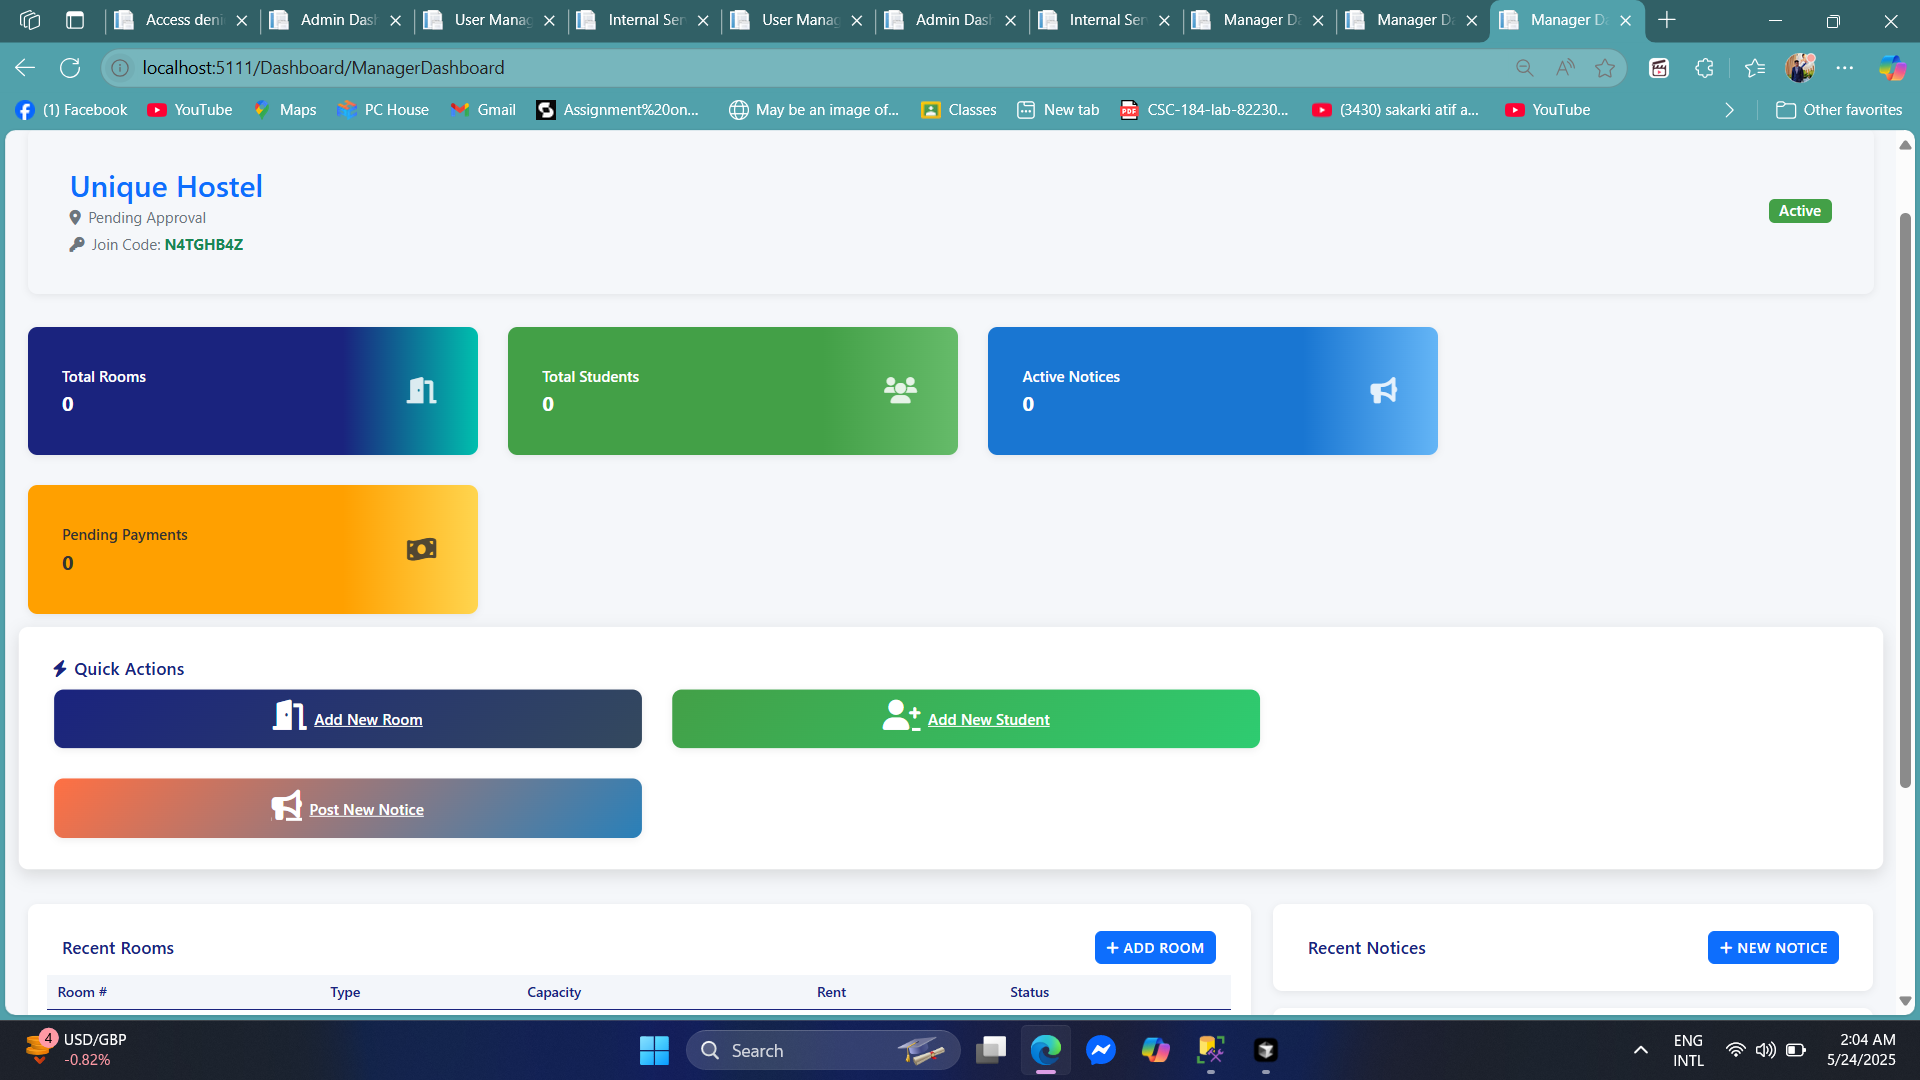 Access deni
Admin Dash
User Manag
Internal Ser
User Manag
Admin Dash
Internal Ser
Manager Da
Manager Da
Manager Da
localhost:5111/Dashboard/ManagerDashboard
(1) Facebook
YouTube
Maps
PC House
Gmail
Assignment%20on...
May be an image of...
Classes
New tab
CSC-184-lab-82230...
(3430) sakarki atif a...
YouTube
Other favorites
Unique Hostel
Pending Approval
Join Code: N4TGHB4Z
Active
Total Rooms
0
Total Students
0
Active Notices
0
Pending Payments
0
Quick Actions
Add New Room
Add New Student
Post New Notice
Recent Rooms
+ ADD ROOM
Room #
Type
Capacity
Rent
Status
Recent Notices
+ NEW NOTICE
4
USD/GBP
-0.82%
Search
ENG
INTL
2:04 AM
5/24/2025